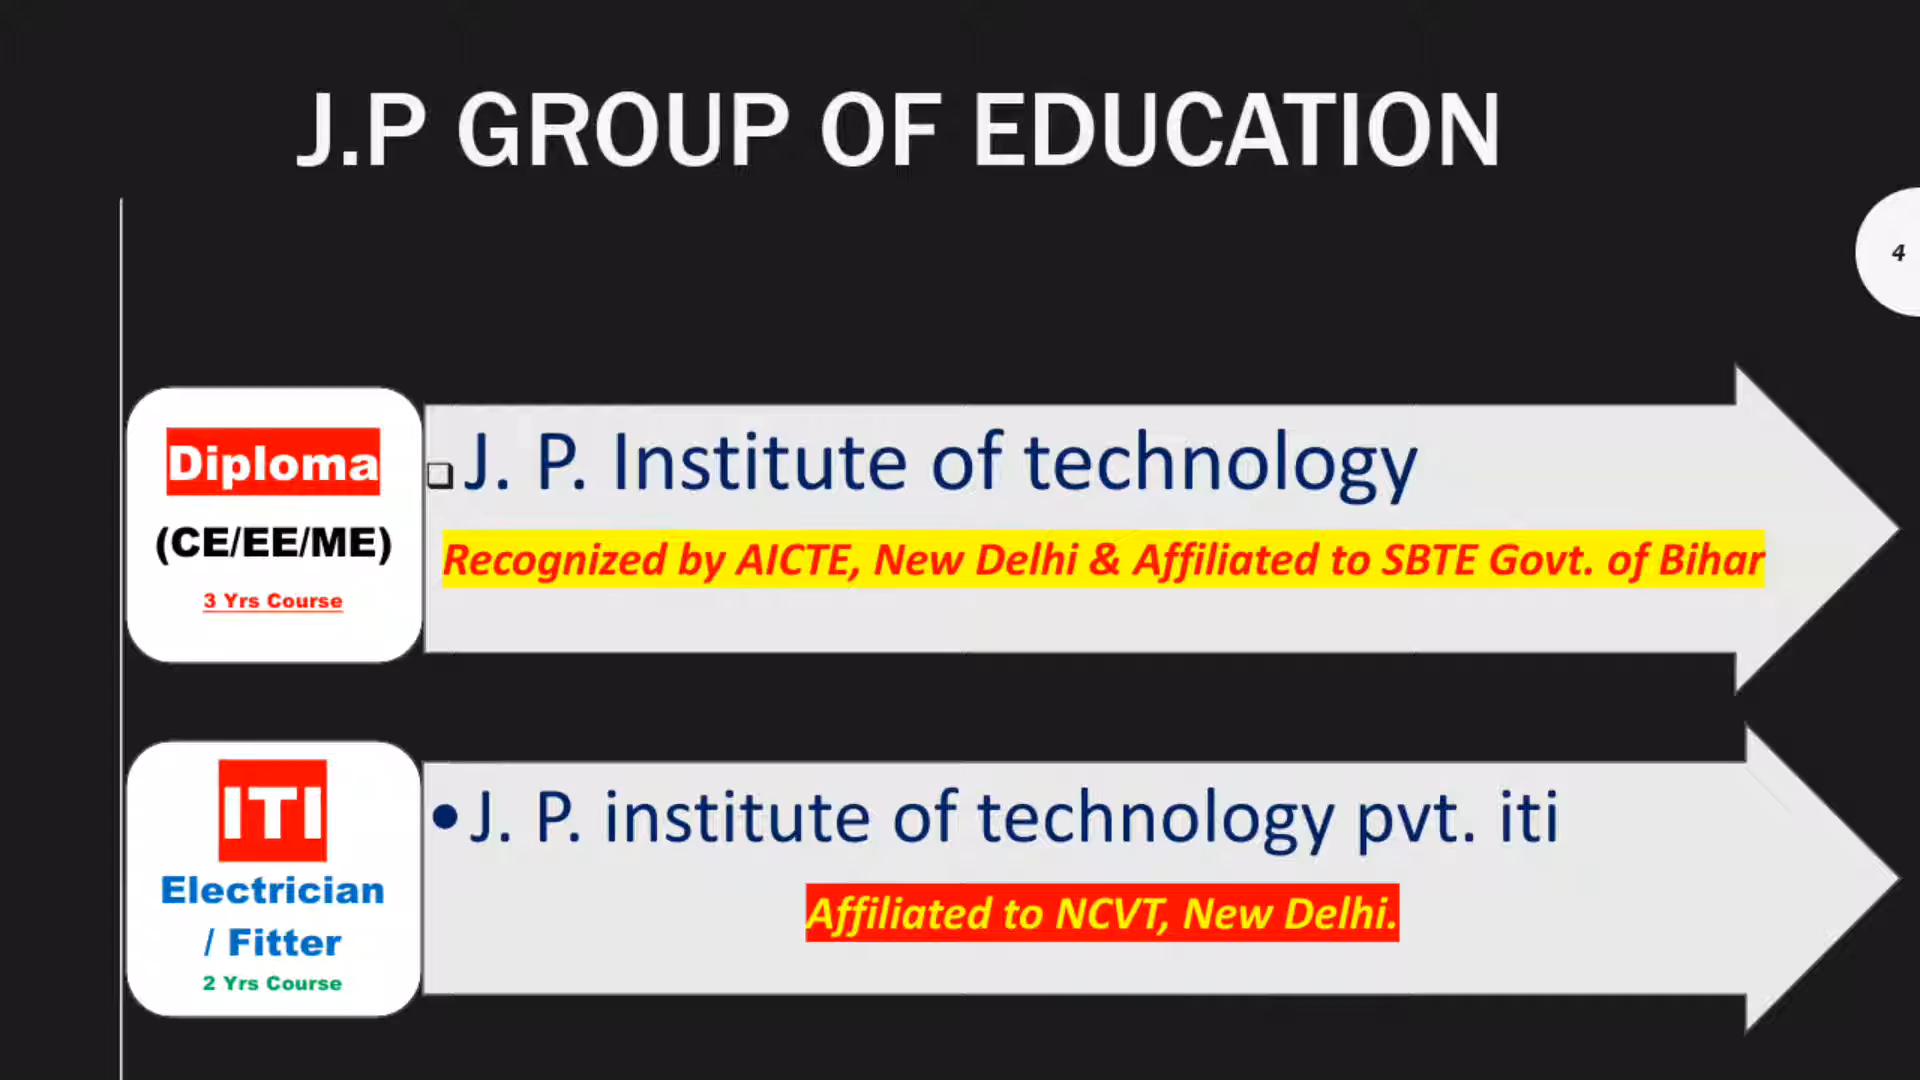 J.P GROUP OF EDUCATION
4
Diploma
(CE/EE/ME)
3 Yrs Course
J. P. Institute of technology
Recognized by AICTE, New Delhi & Affiliated to SBTE Govt. of Bihar
ITI
Electrician
/ Fitter
2 Yrs Course
•J. P. institute of technology pvt. iti
Affiliated to NCVT, New Delhi.